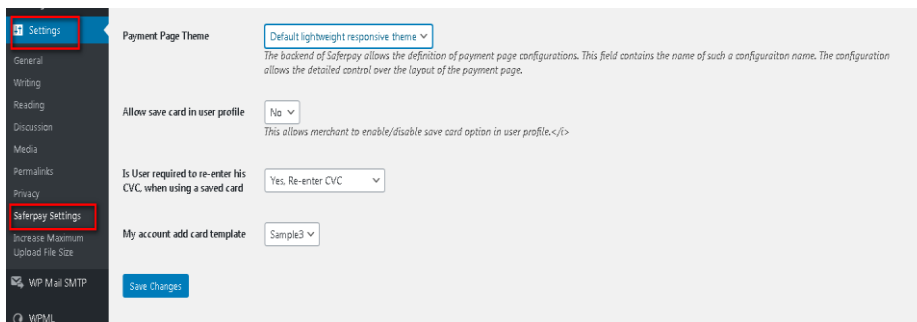 Settings
General
Writing
Reading
Discussion
Media
Permalinks
Privacy
Saferpay Settings
Increase Maximum
Upload File Size
WP Mail SMTP
WPML
Payment Page Theme
Default lightweight responsive theme
The backend of Saferpay allows the definition of payment page configurations. This field contains the name of such a configuraiton name. The configuration
allows the detailed control over the layout of the payment page.
Allow save card in user profile
No
This allows merchant to enable/disable save card option in user profile.</i>
Is User required to re-enter his
CVC, when using a saved card
Yes, Re-enter CVC
My account add card template
Sample3
Save Changes